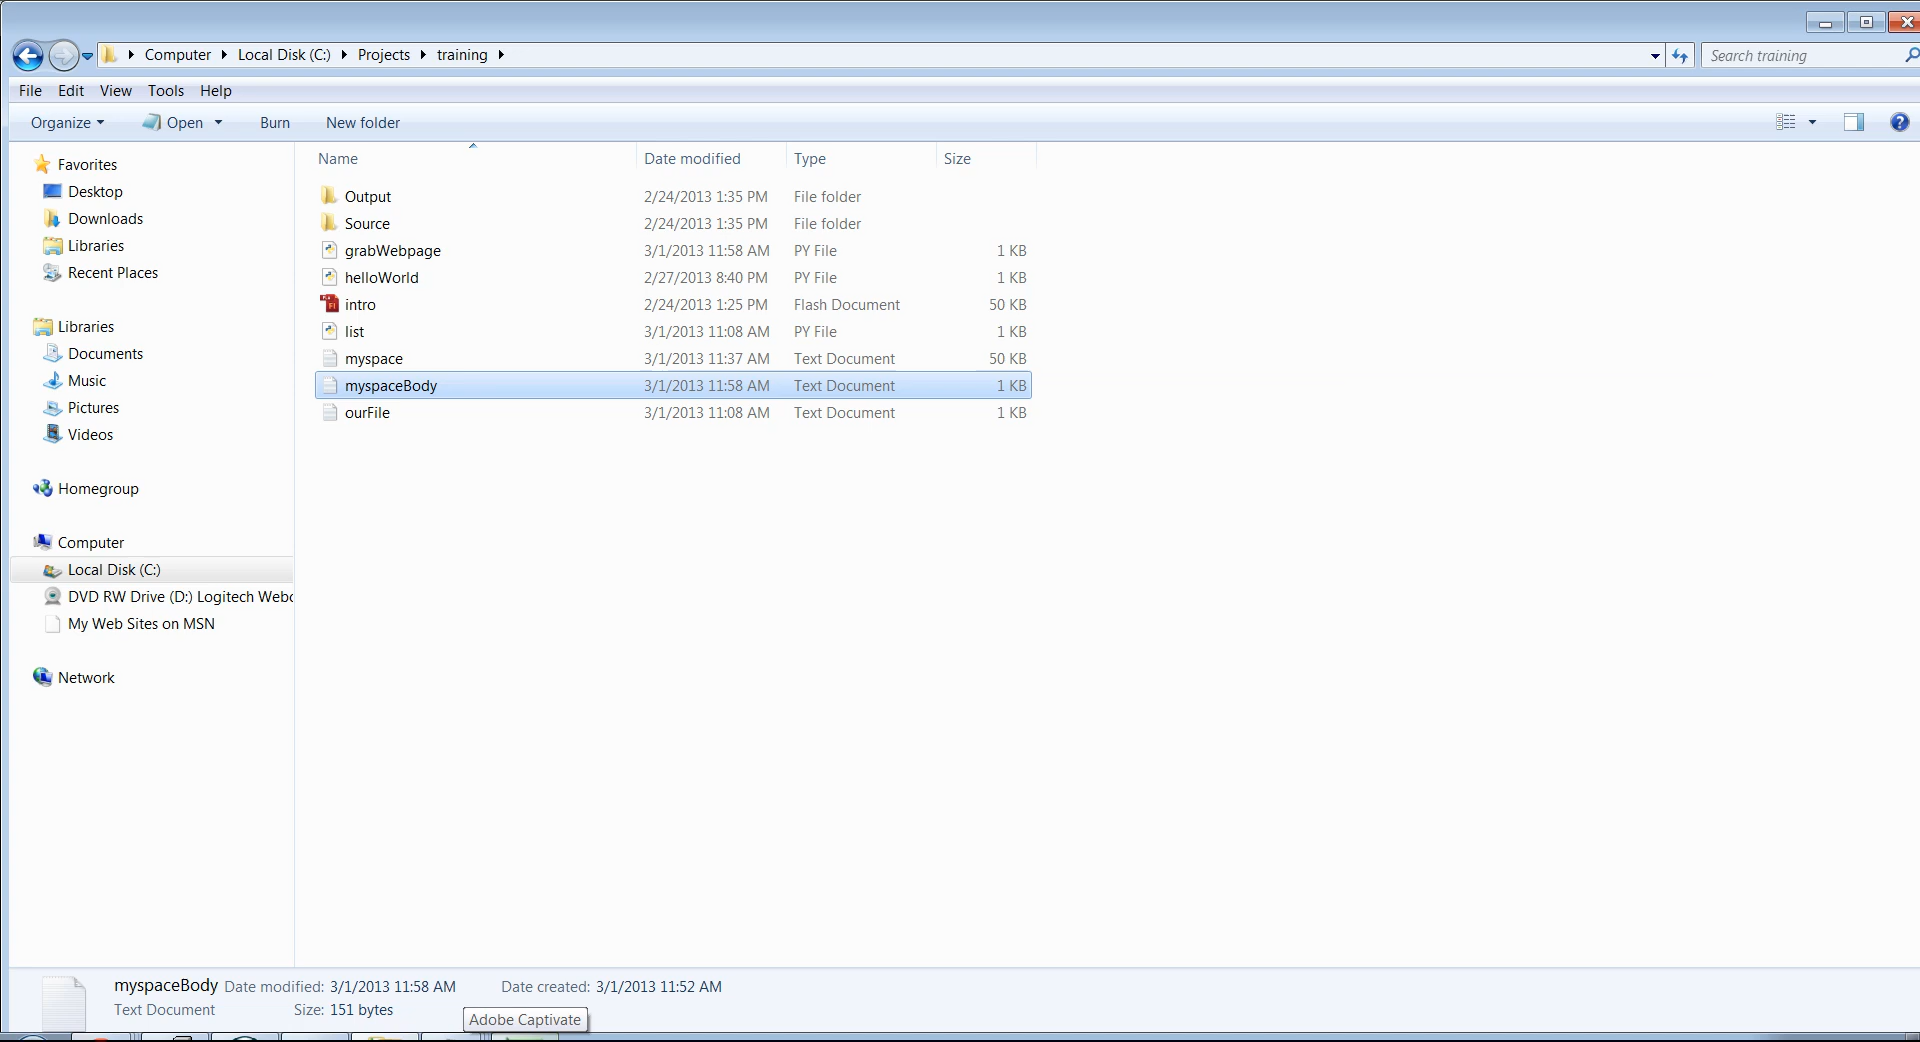 Computer Local Disk (C:) Projects training Search training
File Edit View Tools Help
Organize Open Burn New folder
Name Date modified Type Size
Favorites
Desktop
Downloads
Libraries
Recent Places
Libraries
Documents
Music
Pictures
Videos
Homegroup
Computer
Local Disk (C:)
DVD RW Drive (D:) Logitech Webc
My Web Sites on MSN
Network
Output 2/24/2013 1:35 PM File folder
Source 2/24/2013 1:35 PM File folder
grabWebpage 3/1/2013 11:58 AM PY File 1 KB
helloWorld 2/27/2013 8:40 PM PY File 1 KB
intro 2/24/2013 1:25 PM Flash Document 50 KB
list 3/1/2013 11:08 AM PY File 1 KB
myspace 3/1/2013 11:37 AM Text Document 50 KB
myspaceBody 3/1/2013 11:58 AM Text Document 1 KB
ourFile 3/1/2013 11:08 AM Text Document 1 KB
myspaceBody Date modified: 3/1/2013 11:58 AM Date created: 3/1/2013 11:52 AM
Text Document Size: 151 bytes
Adobe Captivate